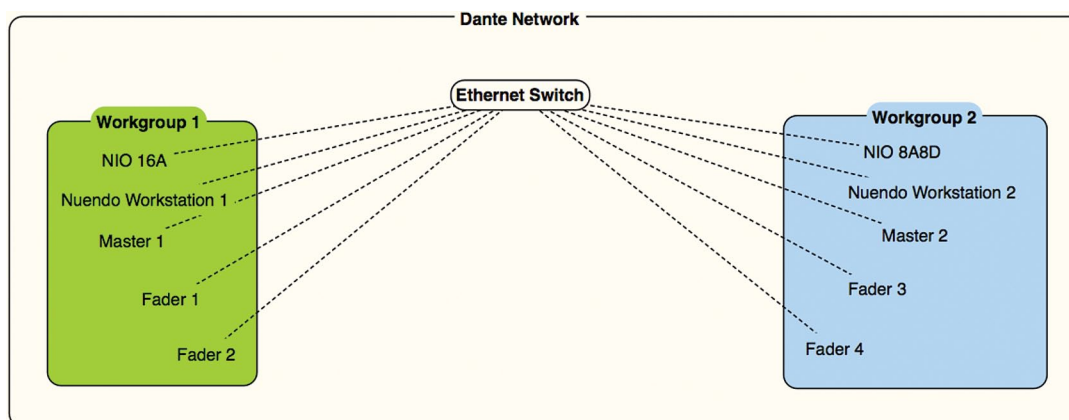 Dante Network
Ethernet Switch
Workgroup 1
NIO 16A
Nuendo Workstation 1
Master 1
Fader 1
Fader 2
Workgroup 2
NIO 8A8D
Nuendo Workstation 2
Master 2
Fader 3
Fader 4